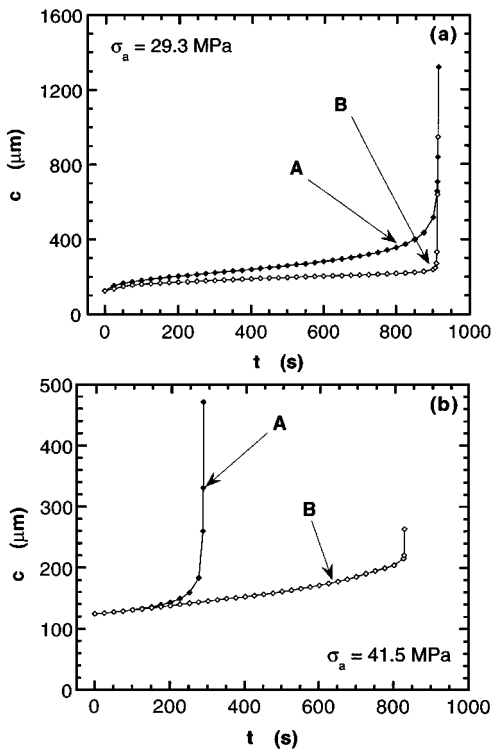 1600
(a)
σa = 29.3 MPa
B
1200
A
c (μm)
800
400
0
0 200 400 600 800 1000
t (s)
500
(b)
A
400
B
c (μm)
300
200
100
σa = 41.5 MPa
0
0 200 400 600 800 1000
t (s)